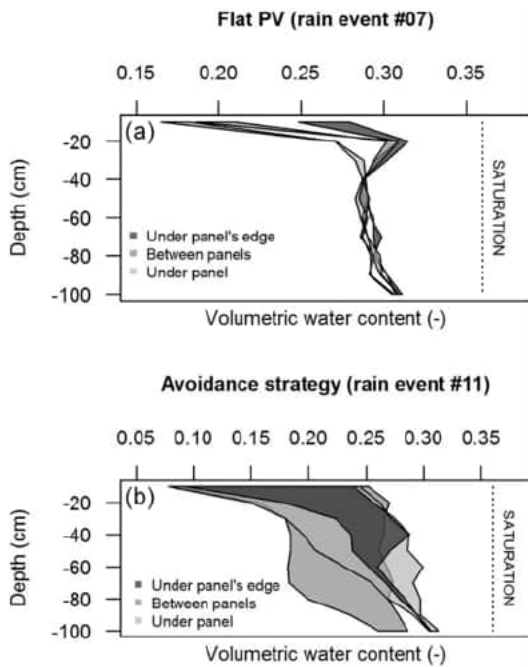 Flat PV (rain event #07)
0.15 0.20 0.25 0.30 0.35
(a)
Depth (cm)
-20
-40
-60
-80
-100
SATURATION
Under panel's edge
Between panels
Under panel
Volumetric water content (-)
Avoidance strategy (rain event #11)
0.05 0.10 0.15 0.20 0.25 0.30 0.35
(b)
Depth (cm)
-20
-40
-60
-80
-100
SATURATION
Under panel's edge
Between panels
Under panel
Volumetric water content (-)